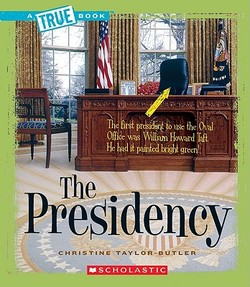 A TRUE BOOK
The first president to use the Oval
Office was William Howard Taft.
He had it painted bright green!
The
Presidency
CHRISTINE TAYLOR-BUTLER
SCHOLASTIC